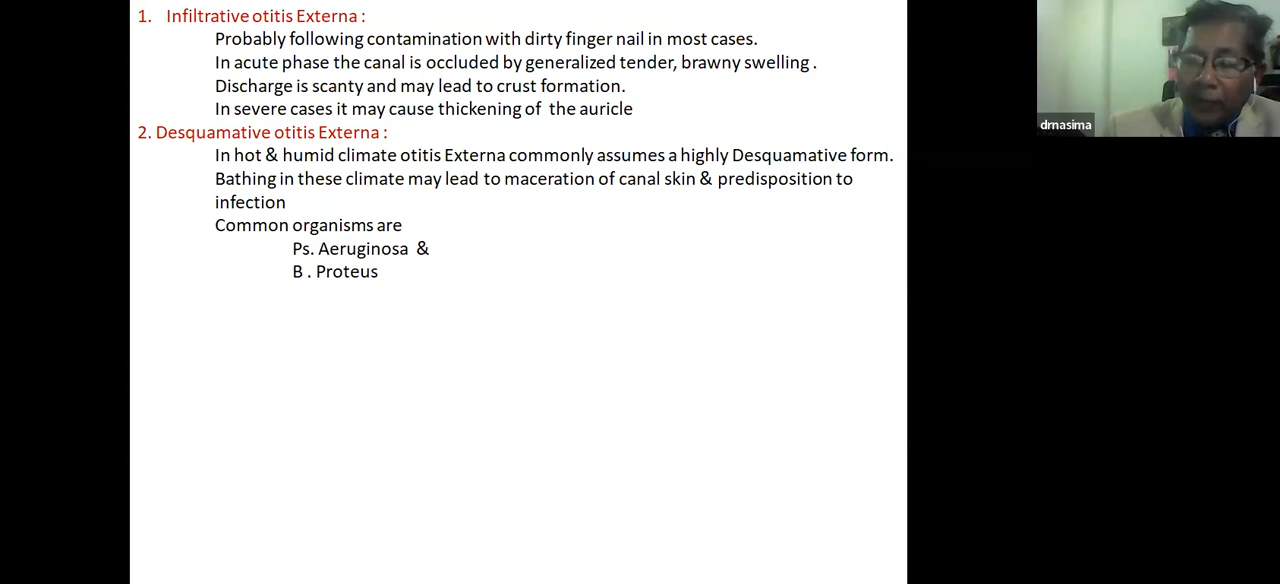 1. Infiltrative otitis Externa :
Probably following contamination with dirty finger nail in most cases.
In acute phase the canal is occluded by generalized tender, brawny swelling .
Discharge is scanty and may lead to crust formation.
In severe cases it may cause thickening of the auricle
2. Desquamative otitis Externa :
In hot & humid climate otitis Externa commonly assumes a highly Desquamative form.
Bathing in these climate may lead to maceration of canal skin & predisposition to
infection
Common organisms are
Ps. Aeruginosa &
B . Proteus
drnasima